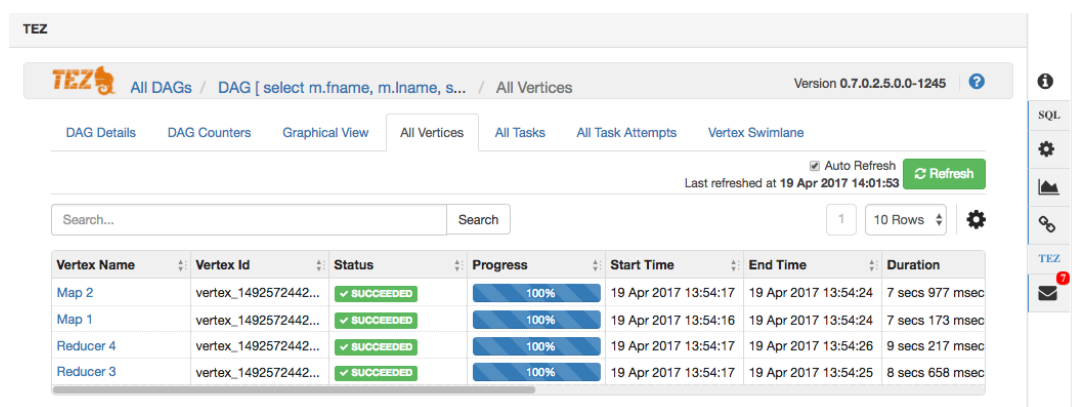 TEZ
TEZ All DAGs / DAG [ select m.fname, m.lname, s... / All Vertices Version 0.7.0.2.5.0.0-1245
DAG Details DAG Counters Graphical View All Vertices All Tasks All Task Attempts Vertex Swimlane
Auto Refresh
Last refreshed at 19 Apr 2017 14:01:53
Refresh
Search... Search 1 10 Rows
Vertex Name Vertex Id Status Progress Start Time End Time Duration
Map 2 vertex_1492572442... SUCCEEDED 100% 19 Apr 2017 13:54:17 19 Apr 2017 13:54:24 7 secs 977 msec
Map 1 vertex_1492572442... SUCCEEDED 100% 19 Apr 2017 13:54:16 19 Apr 2017 13:54:24 7 secs 173 msec
Reducer 4 vertex_1492572442... SUCCEEDED 100% 19 Apr 2017 13:54:17 19 Apr 2017 13:54:26 9 secs 217 msec
Reducer 3 vertex_1492572442... SUCCEEDED 100% 19 Apr 2017 13:54:17 19 Apr 2017 13:54:25 8 secs 658 msec
SQL
TEZ
7